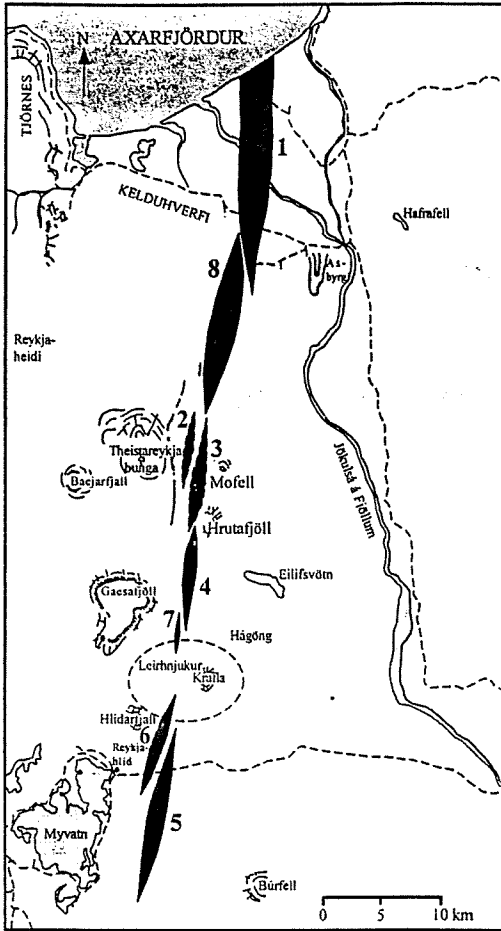 N
AXARFJÖRDUR
TJÖRNES
1
KELDUHVERFI
Hafrafell
8
Ás-
byrgi
Reykja-
heidi
2
3
Theistareykja
bunga
Mofell
Baejarfjall
Jökulsá á Fjöllum
Hrutafjöll
4
Eilifsvötn
Gaesafjöll
7
Hágöng
Leirhnjukur
Krafla
Hlidarfjall
6
Reykja-
hlid
5
Myvatn
Búrfell
0 5 10 km